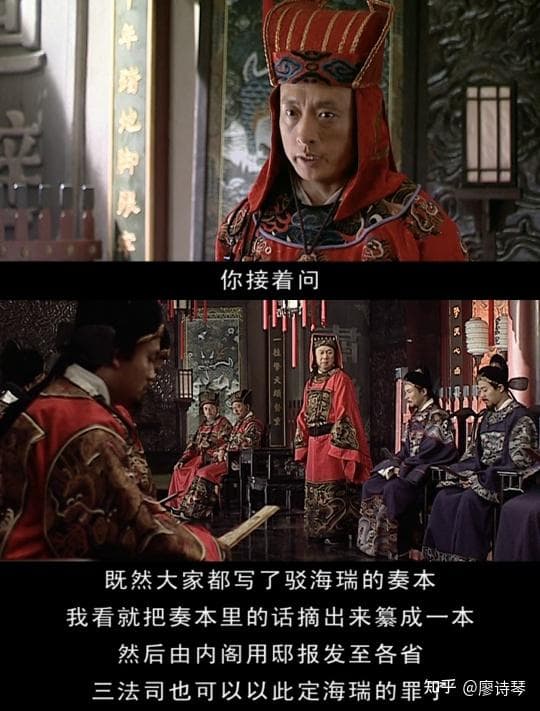 你接着问
既然大家都写了驳海瑞的奏本
我看就把奏本里的话摘出来纂成一本
然后由内阁用邸报发至各省
三法司也可以以此定海瑞的罪了
知乎 @廖诗琴